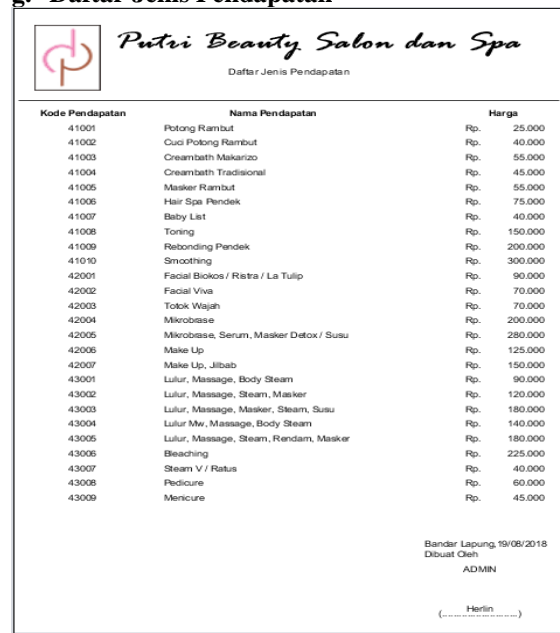 g. Daftar Jenis Pendapatan
Putri Beauty Salon dan Spa
Daftar Jenis Pendapatan
Kode Pendapatan Nama Pendapatan Harga
41001 Potong Rambut Rp. 25.000
41002 Cuci Potong Rambut Rp. 40.000
41003 Creambath Makarizo Rp. 55.000
41004 Creambath Tradisional Rp. 45.000
41005 Masker Rambut Rp. 55.000
41006 Hair Spa Pendek Rp. 75.000
41007 Baby List Rp. 40.000
41008 Toning Rp. 150.000
41009 Rebonding Pendek Rp. 200.000
41010 Smoothing Rp. 300.000
42001 Facial Biokos / Ristra / La Tulip Rp. 90.000
42002 Facial Viva Rp. 70.000
42003 Totok Wajah Rp. 70.000
42004 Mikrobrase Rp. 200.000
42005 Mikrobrase, Serum, Masker Detox / Susu Rp. 280.000
42006 Make Up Rp. 125.000
42007 Make Up, Jilbab Rp. 150.000
43001 Lulur, Massage, Body Steam Rp. 90.000
43002 Lulur, Massage, Steam, Masker Rp. 120.000
43003 Lulur, Massage, Masker, Steam, Susu Rp. 180.000
43004 Lulur Mw, Massage, Body Steam Rp. 140.000
43005 Lulur, Massage, Steam, Rendam, Masker Rp. 180.000
43006 Bleaching Rp. 225.000
43007 Steam V / Ratus Rp. 40.000
43008 Pedicure Rp. 60.000
43009 Menicure Rp. 45.000
Bandar Lapung,19/08/2018
Dibuat Oleh
ADMIN
Herlin
(..........................)